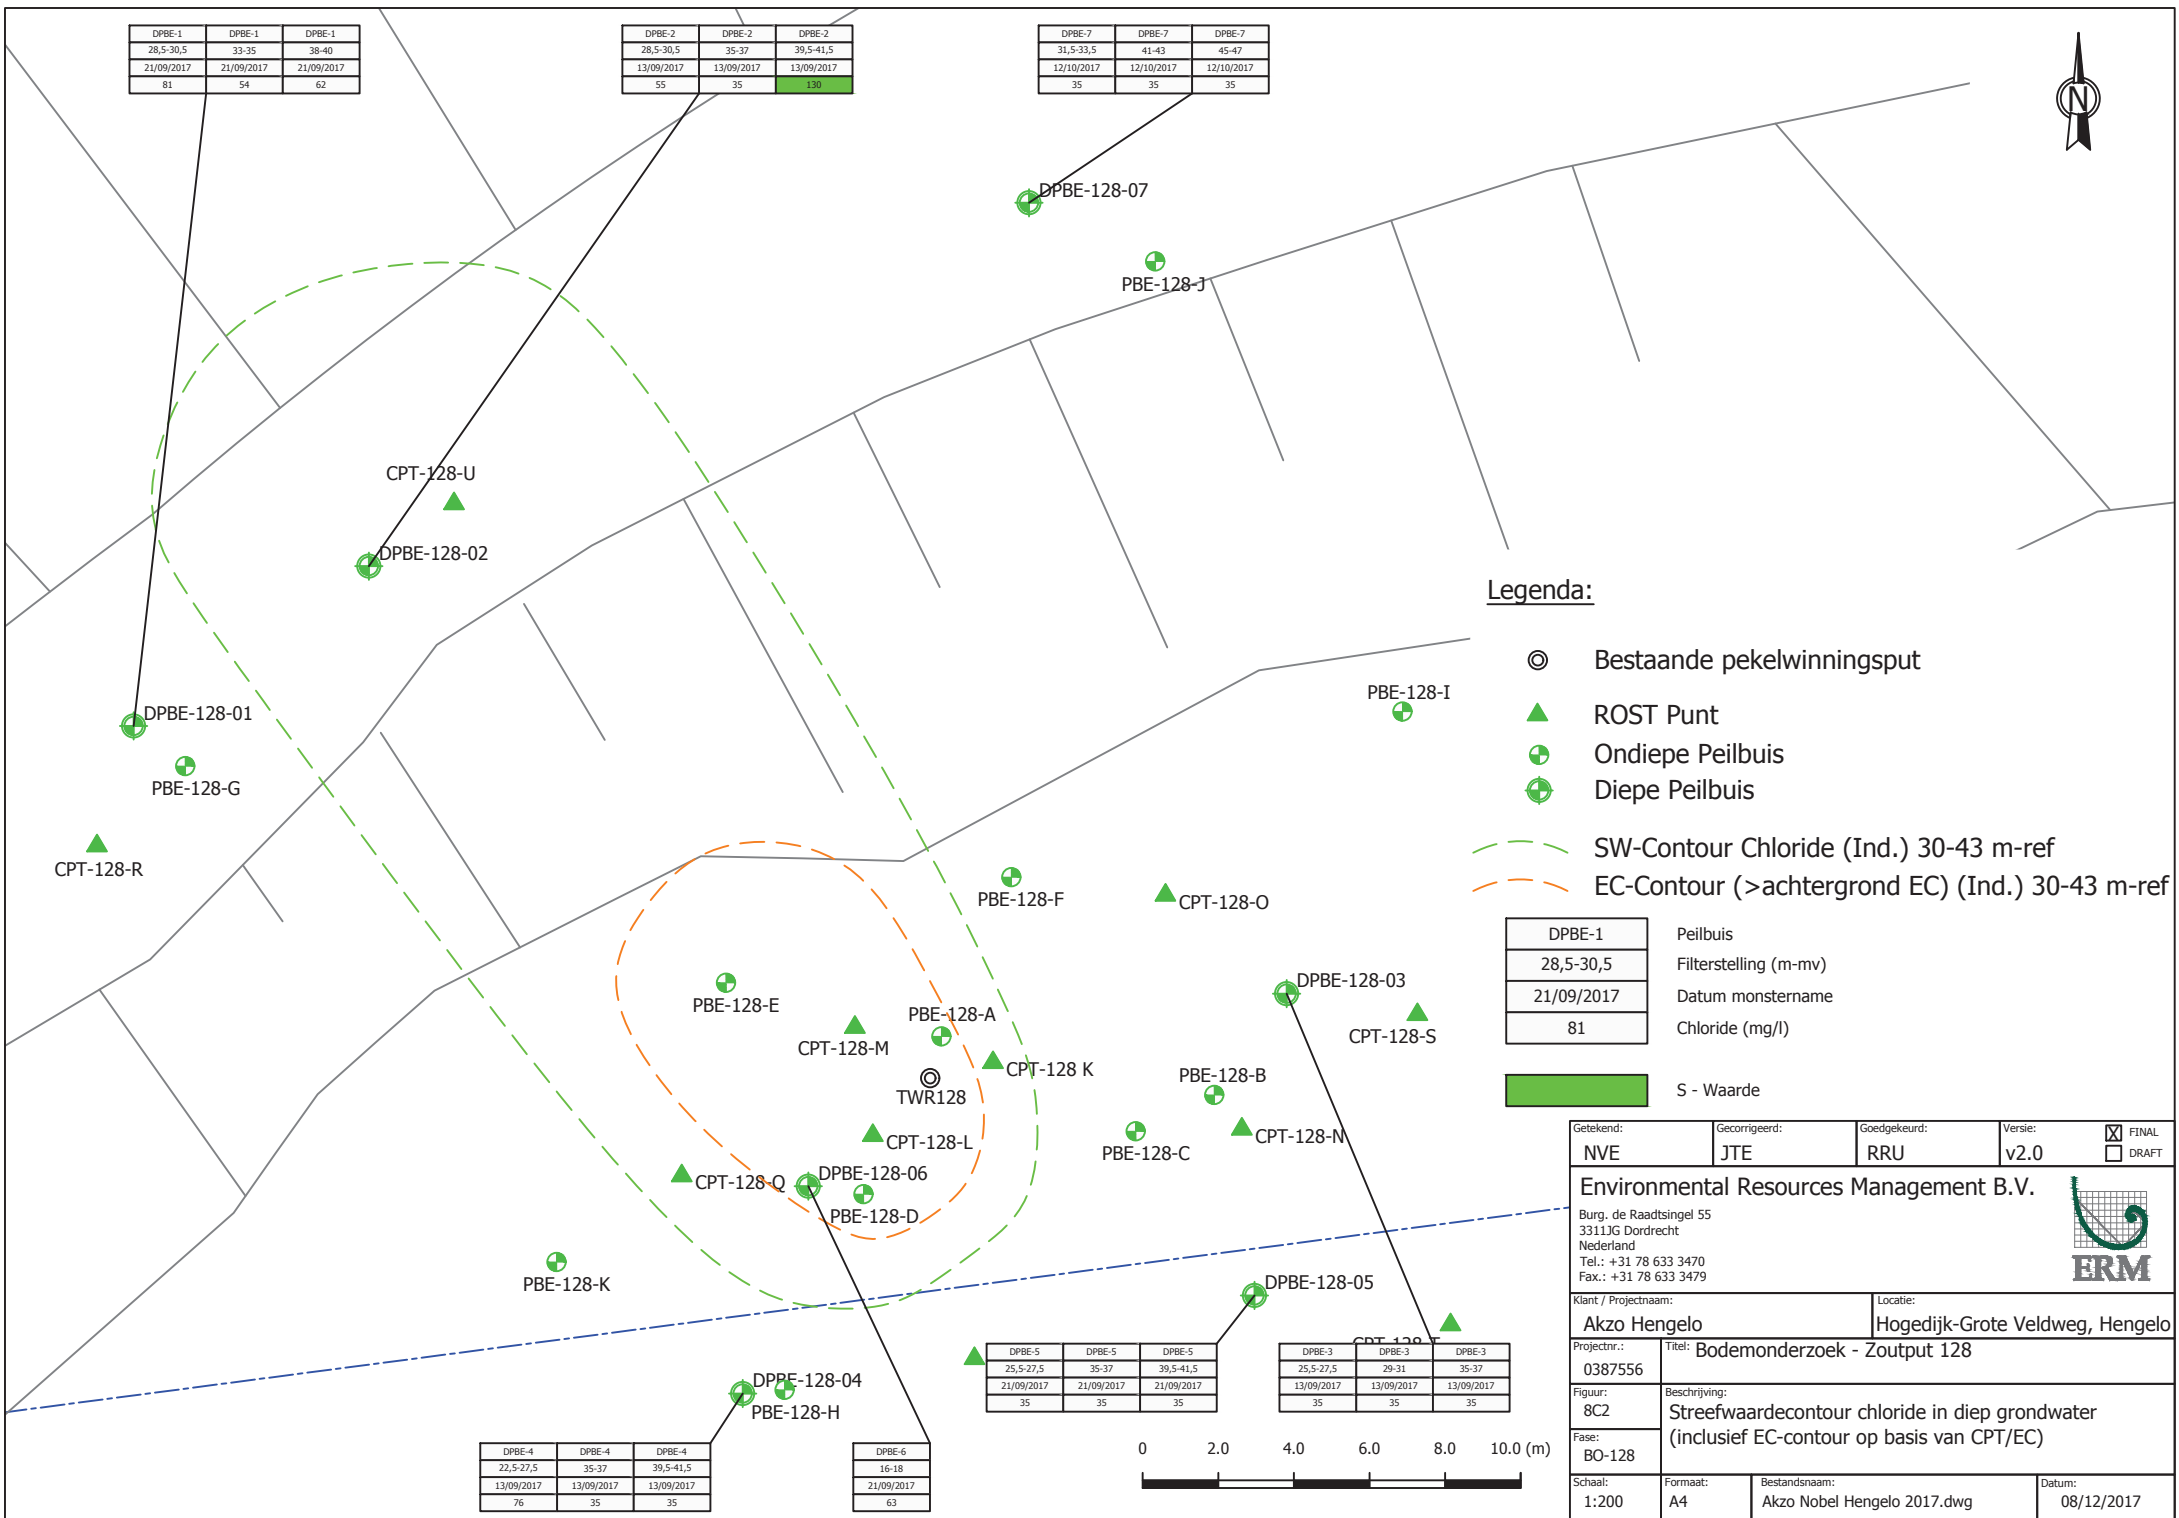 DPBE-1 DPBE-1 DPBE-1
28,5-30,5 33-35 38-40
21/09/2017 21/09/2017 21/09/2017
81 54 62
DPBE-2 DPBE-2 DPBE-2
28,5-30,5 35-37 39,5-41,5
13/09/2017 13/09/2017 13/09/2017
55 35 130
DPBE-7 DPBE-7 DPBE-7
31,5-33,5 41-43 45-47
12/10/2017 12/10/2017 12/10/2017
35 35 35
N
DPBE-128-07
PBE-128-J
CPT-128-U
DPBE-128-02
DPBE-128-01
PBE-128-G
CPT-128-R
PBE-128-I
PBE-128-F
CPT-128-O
PBE-128-E
DPBE-128-03
PBE-128-A
CPT-128-M
CPT-128-S
CPT-128 K
PBE-128-B
TWR128
CPT-128-L
CPT-128-N
PBE-128-C
CPT-128-Q
DPBE-128-06
PBE-128-D
PBE-128-K
DPBE-128-05
DPBE-128-04
PBE-128-H
Legenda:
Bestaande pekelwinningsput
ROST Punt
Ondiepe Peilbuis
Diepe Peilbuis
SW-Contour Chloride (Ind.) 30-43 m-ref
EC-Contour (>achtergrond EC) (Ind.) 30-43 m-ref
DPBE-1 Peilbuis
28,5-30,5 Filterstelling (m-mv)
21/09/2017 Datum monstername
81 Chloride (mg/l)
S - Waarde
DPBE-5 DPBE-5 DPBE-5
25,5-27,5 35-37 39,5-41,5
21/09/2017 21/09/2017 21/09/2017
35 35 35
DPBE-3 DPBE-3 DPBE-3
25,5-27,5 29-31 35-37
13/09/2017 13/09/2017 13/09/2017
35 35 35
DPBE-4 DPBE-4 DPBE-4
22,5-27,5 35-37 39,5-41,5
13/09/2017 13/09/2017 13/09/2017
76 35 35
DPBE-6
16-18
21/09/2017
63
0 2.0 4.0 6.0 8.0 10.0 (m)
Getekend: Gecorrigeerd: Goedgekeurd: Versie: FINAL
NVE JTE RRU v2.0 DRAFT
Environmental Resources Management B.V.
Burg. de Raadtsingel 55
3311JG Dordrecht
Nederland
Tel.: +31 78 633 3470
Fax.: +31 78 633 3479
ERM
Klant / Projectnaam: Locatie:
Akzo Hengelo Hogedijk-Grote Veldweg, Hengelo
Projectnr.: Titel: Bodemonderzoek - Zoutput 128
0387556
Figuur: Beschrijving:
8C2 Streefwaardecontour chloride in diep grondwater
Fase: (inclusief EC-contour op basis van CPT/EC)
BO-128
Schaal: Formaat: Bestandsnaam: Datum:
1:200 A4 Akzo Nobel Hengelo 2017.dwg 08/12/2017